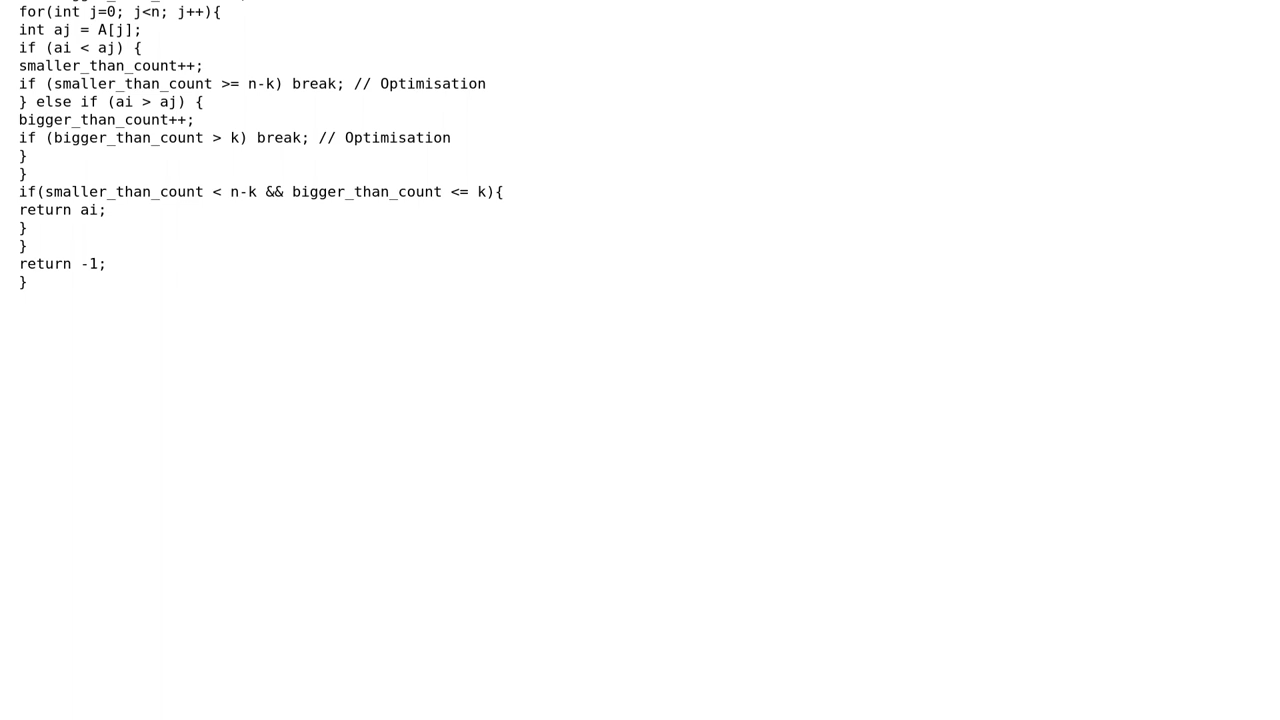 for(int j=0; j<n; j++){
int aj = A[j];
if (ai < aj) {
smaller_than_count++;
if (smaller_than_count >= n-k) break; // Optimisation
} else if (ai > aj) {
bigger_than_count++;
if (bigger_than_count > k) break; // Optimisation
}
}
if(smaller_than_count < n-k && bigger_than_count <= k){
return ai;
}
}
return -1;
}